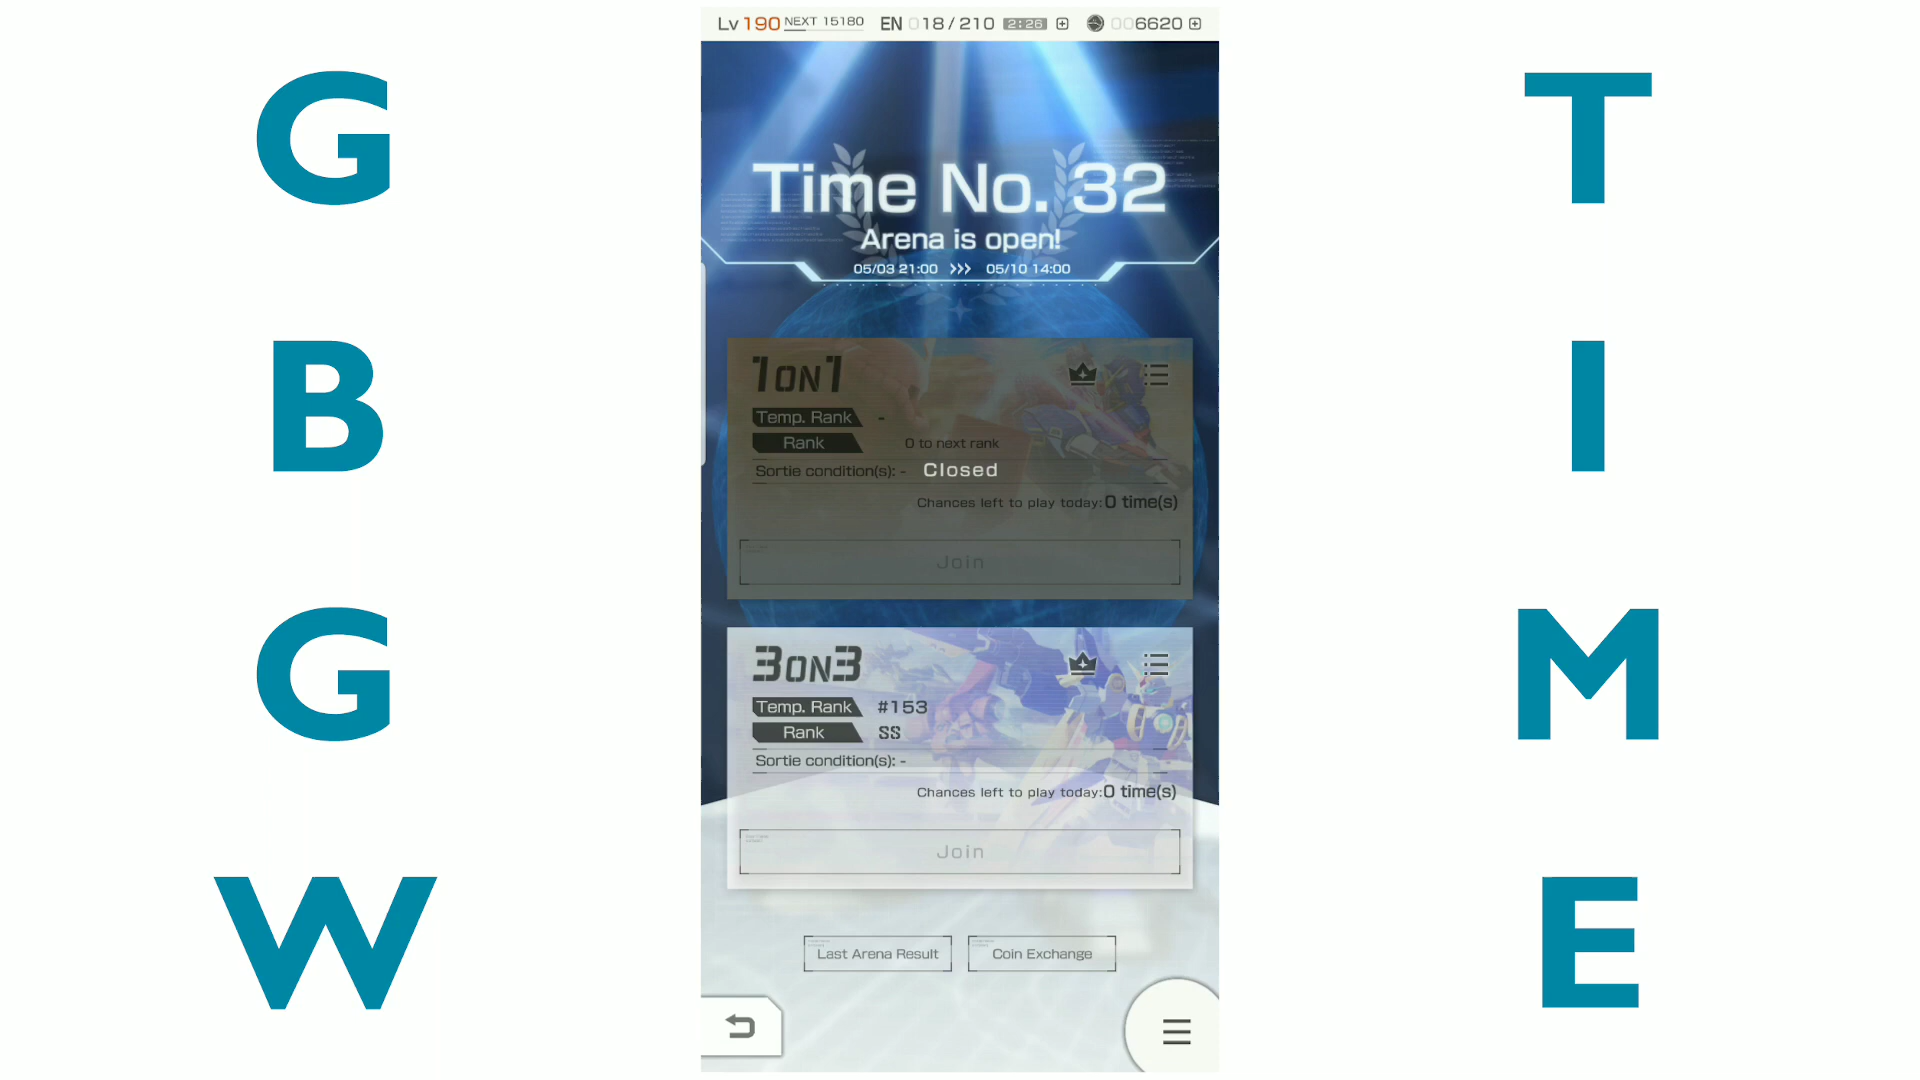 G
B
G
W
Lv 190 NEXT 15180 EN 018/210 2:26 006620
Time No. 32
Arena is open!
05/03 21:00 >>> 05/10 14:00
1ON1
Temp. Rank -
Rank 0 to next rank
Sortie condition(s): - Closed
Chances left to play today:0 time(s)
Join
3ON3
Temp. Rank #153
Rank SS
Sortie condition(s): -
Chances left to play today:0 time(s)
Join
Last Arena Result Coin Exchange
T
I
M
E